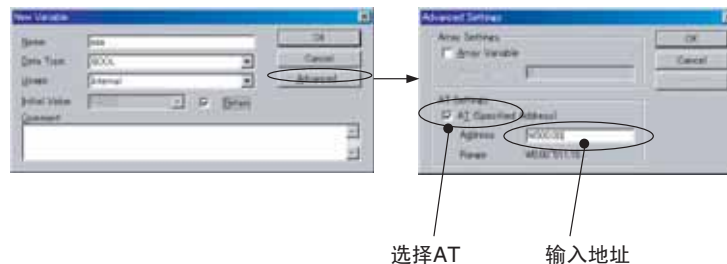 New Variable
Name
Data Type
BOOL
Usage
Internal
Initial Value
Retain
Comment
OK
Cancel
Advanced
Advanced Settings
Array Settings
Array Variable
1
OK
Cancel
AT Settings
AT (Specified Address)
Address
Range
选择AT
输入地址